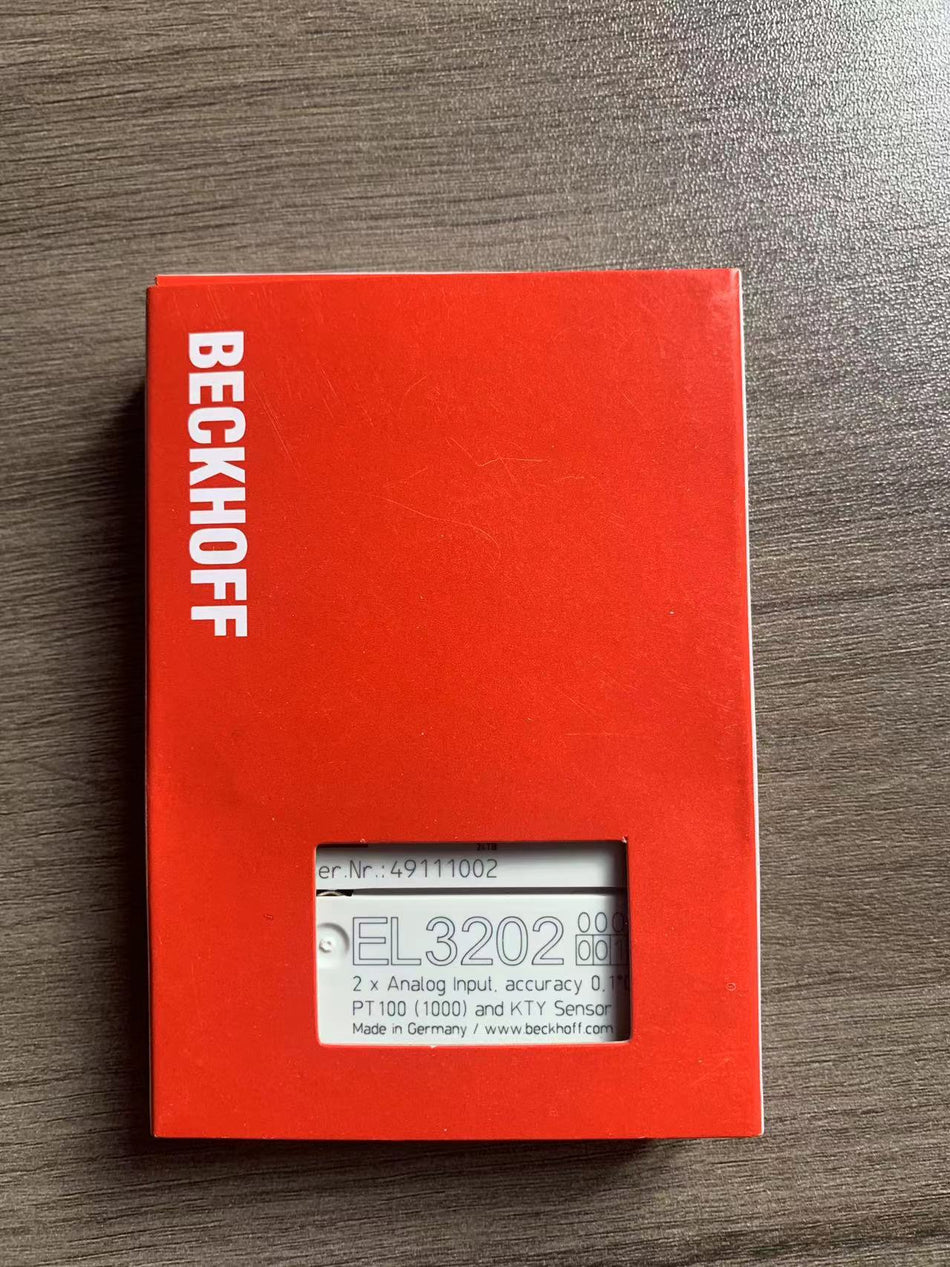 BECKHOFF
er.Nr.: 49111002
EL3202
2 x Analog Input, accuracy 0,1°
PT100 (1000) and KTY Sensor
Made in Germany / www.beckhoff.com